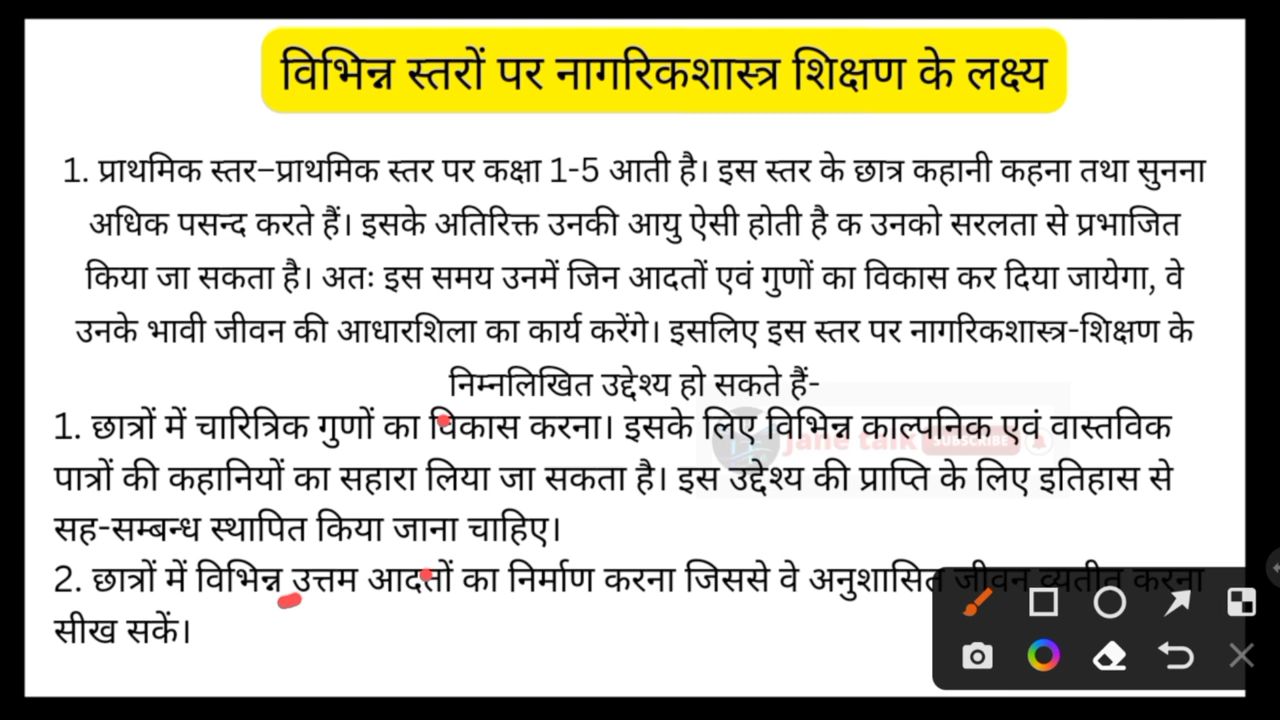 विभिन्न स्तरों पर नागरिकशास्त्र शिक्षण के लक्ष्य
1. प्राथमिक स्तर–प्राथमिक स्तर पर कक्षा 1-5 आती है। इस स्तर के छात्र कहानी कहना तथा सुनना
अधिक पसन्द करते हैं। इसके अतिरिक्त उनकी आयु ऐसी होती है क उनको सरलता से प्रभाजित
किया जा सकता है। अतः इस समय उनमें जिन आदतों एवं गुणों का विकास कर दिया जायेगा, वे
उनके भावी जीवन की आधारशिला का कार्य करेंगे। इसलिए इस स्तर पर नागरिकशास्त्र-शिक्षण के
निम्नलिखित उद्देश्य हो सकते हैं-
1. छात्रों में चारित्रिक गुणों का विकास करना। इसके लिए विभिन्न काल्पनिक एवं वास्तविक
jane talk SUBSCRIBE
पात्रों की कहानियों का सहारा लिया जा सकता है। इस उद्देश्य की प्राप्ति के लिए इतिहास से
सह-सम्बन्ध स्थापित किया जाना चाहिए।
2. छात्रों में विभिन्न उत्तम आदतों का निर्माण करना जिससे वे अनुशासित जीवन व्यतीत करना
सीख सकें।